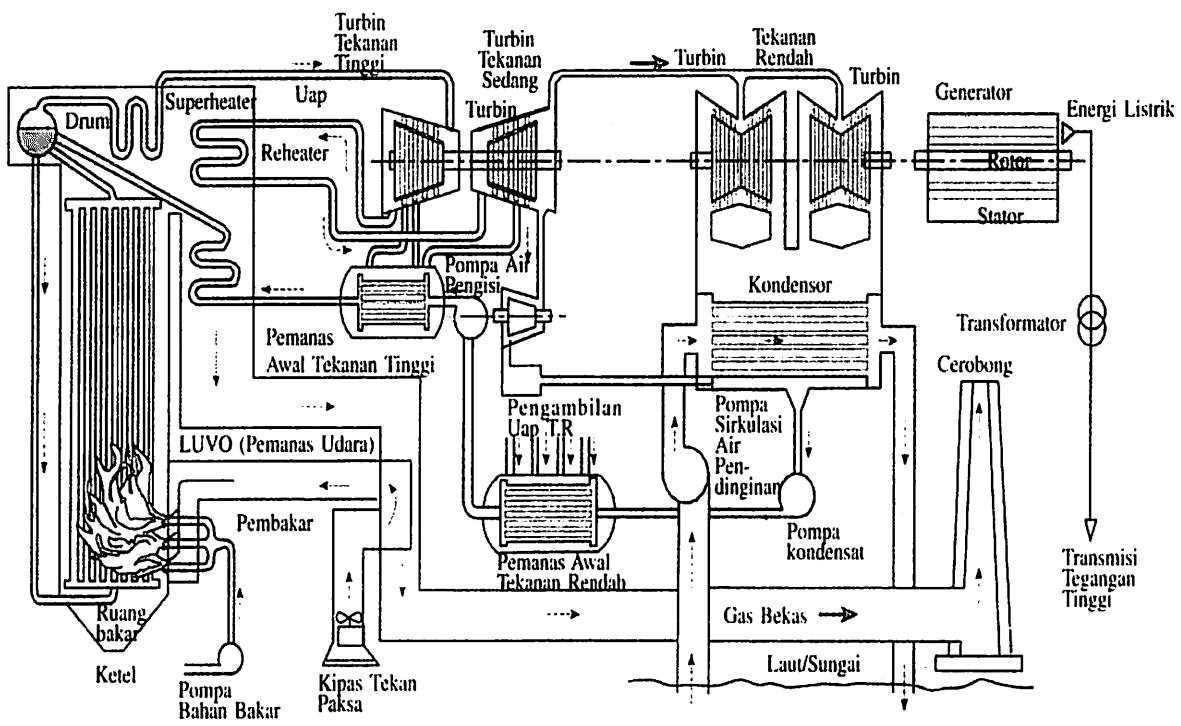 Turbin
Tekanan
Tinggi
Turbin
Tekanan
Sedang
Turbin
Tekanan
Rendah
Turbin
Generator
Energi Listrik
Drum
Superheater
Uap
Turbin
Reheater
Rotor
Stator
Pompa Air
Pengisi
Kondensor
Transformator
Pemanas
Awal Tekanan Tinggi
Cerobong
Pengambilan
Uap T.R
Pompa
Sirkulasi
Air
Pen-
dinginan
LUVO (Pemanas Udara)
Pembakar
Pompa
kondensat
Pemanas Awal
Tekanan Rendah
Transmisi
Tegangan
Tinggi
Ruang
bakar
Gas Bekas
Ketel
Laut/Sungai
Pompa
Bahan Bakar
Kipas Tekan
Paksa